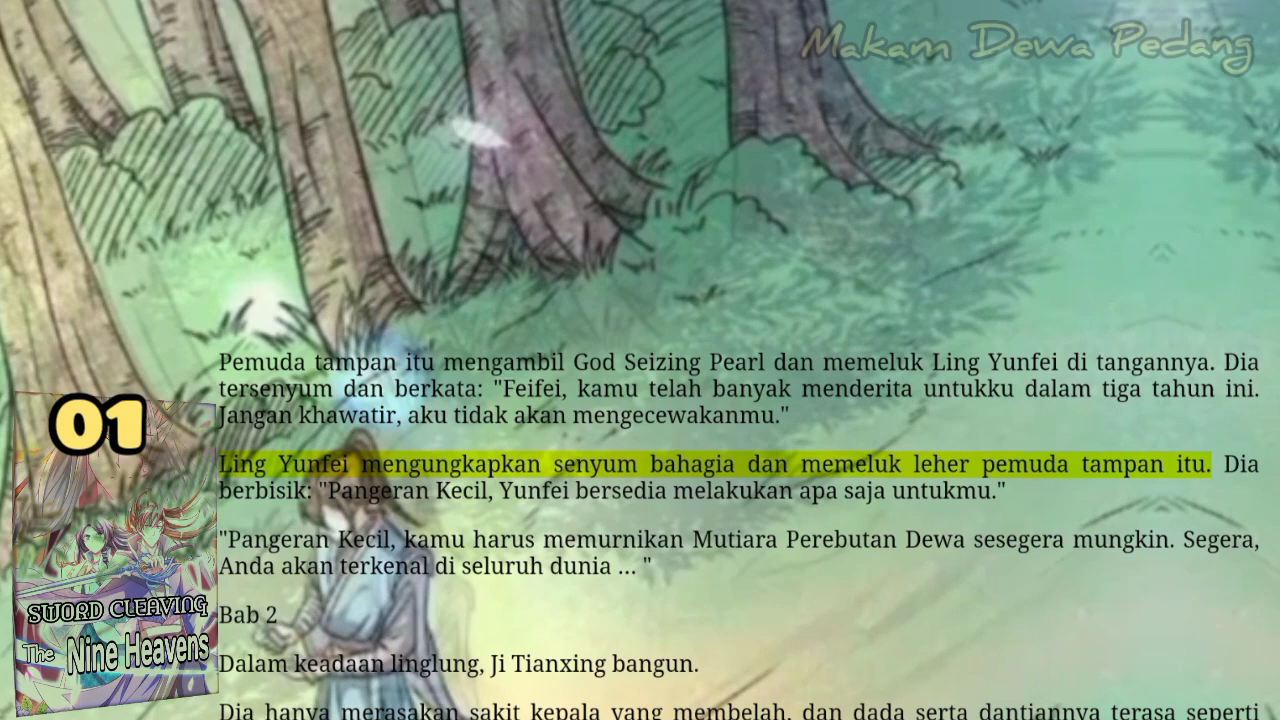 Makam Dewa Pedang
Pemuda tampan itu mengambil God Seizing Pearl dan memeluk Ling Yunfei di tangannya. Dia
tersenyum dan berkata: "Feifei, kamu telah banyak menderita untukku dalam tiga tahun ini.
Jangan khawatir, aku tidak akan mengecewakanmu."
01
Ling Yunfei mengungkapkan senyum bahagia dan memeluk leher pemuda tampan itu. Dia
berbisik: "Pangeran Kecil, Yunfei bersedia melakukan apa saja untukmu."
"Pangeran Kecil, kamu harus memurnikan Mutiara Perebutan Dewa sesegera mungkin. Segera,
Anda akan terkenal di seluruh dunia ... "
SWORD CLEAVING
The Nine Heavens
Bab 2
Dalam keadaan linglung, Ji Tianxing bangun.
Dia hanya merasakan sakit kepala yang membelah, dan dada serta dantiannya terasa seperti